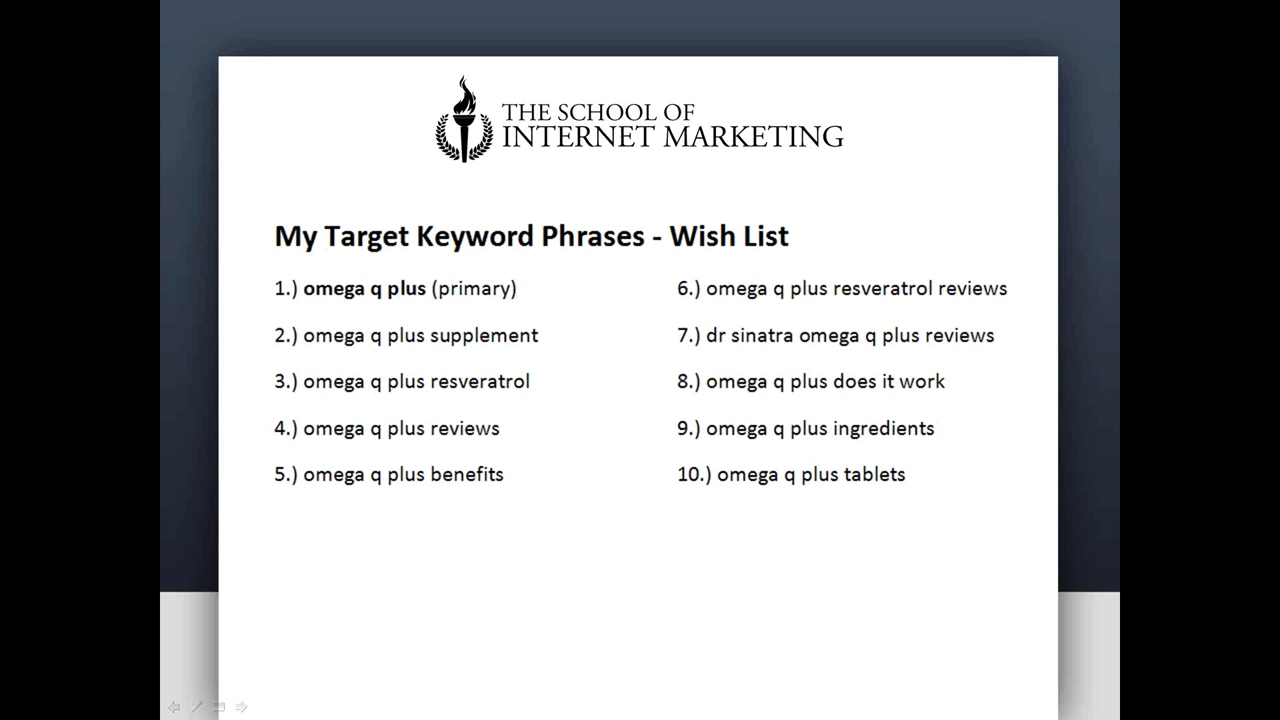 THE SCHOOL OF
INTERNET MARKETING
My Target Keyword Phrases - Wish List
1.) omega q plus (primary)
2.) omega q plus supplement
3.) omega q plus resveratrol
4.) omega q plus reviews
5.) omega q plus benefits
6.) omega q plus resveratrol reviews
7.) dr sinatra omega q plus reviews
8.) omega q plus does it work
9.) omega q plus ingredients
10.) omega q plus tablets